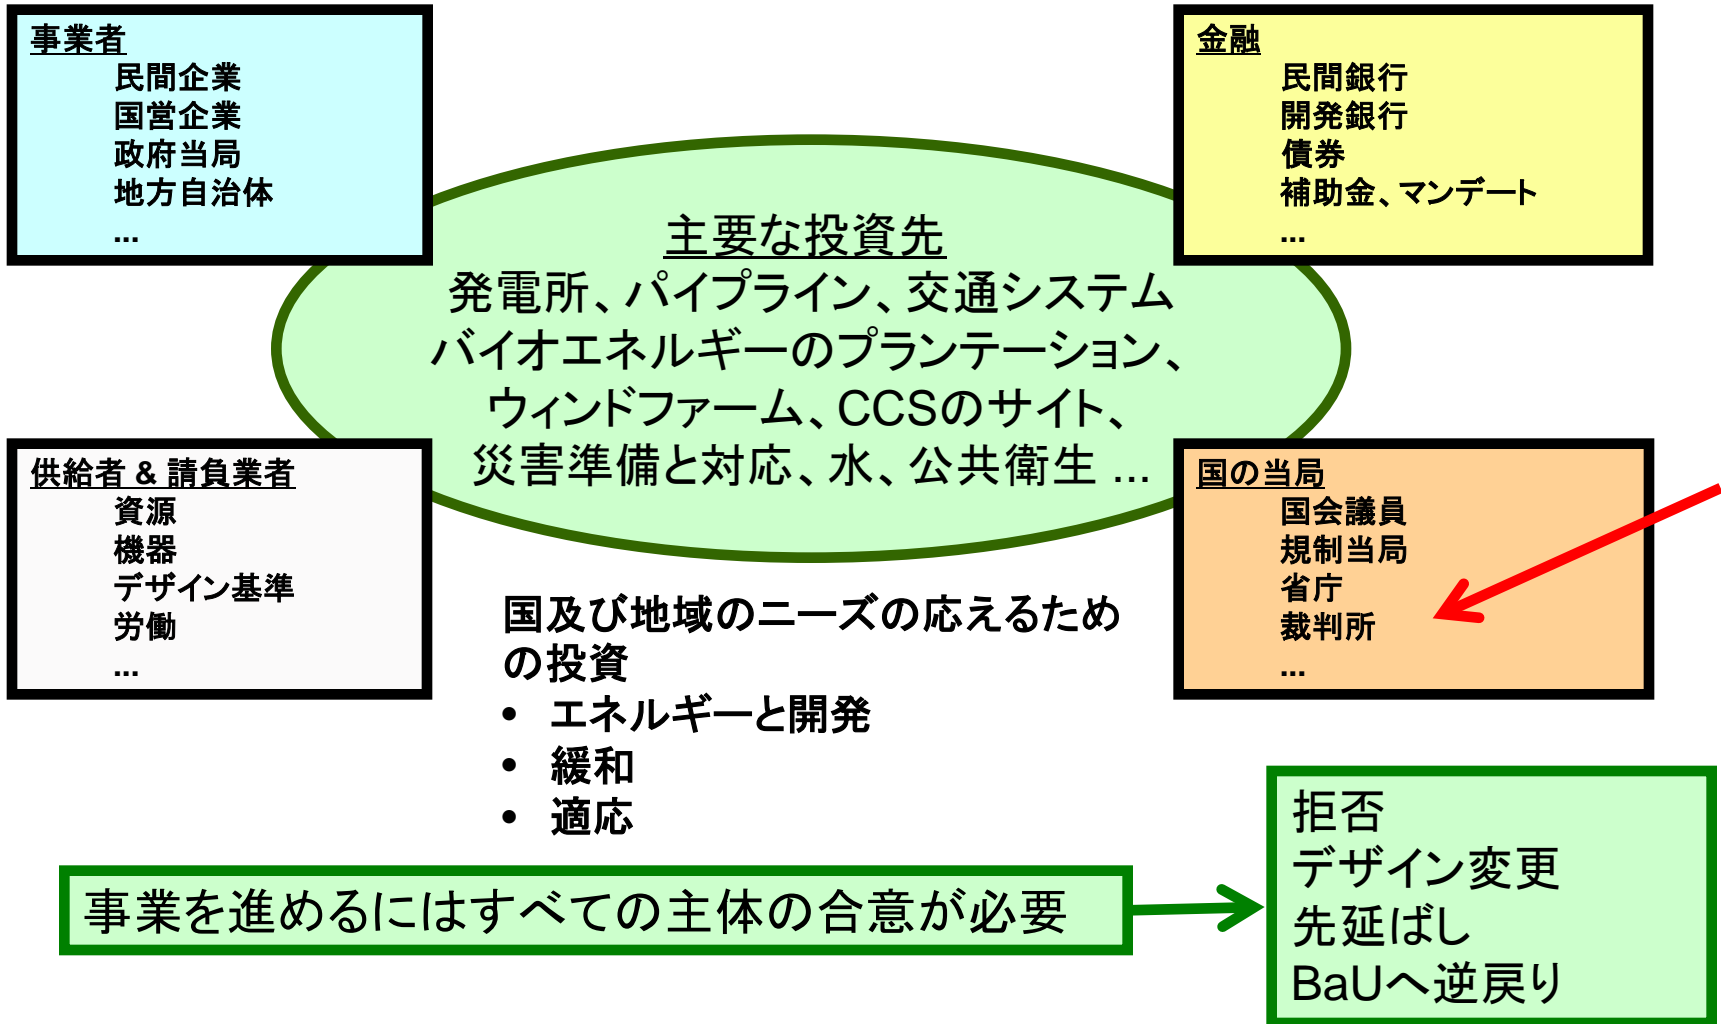 事業者
民間企業
国営企業
政府当局
地方自治体
...
金融
民間銀行
開発銀行
債券
補助金、マンデート
...
主要な投資先
発電所、パイプライン、交通システム
バイオエネルギーのプランテーション、
ウィンドファーム、CCSのサイト、
災害準備と対応、水、公共衛生 ...
供給者 & 請負業者
資源
機器
デザイン基準
労働
...
国の当局
国会議員
規制当局
省庁
裁判所
...
国及び地域のニーズの応えるため
の投資
• エネルギーと開発
• 緩和
• 適応
事業を進めるにはすべての主体の合意が必要
拒否
デザイン変更
先延ばし
BaUへ逆戻り